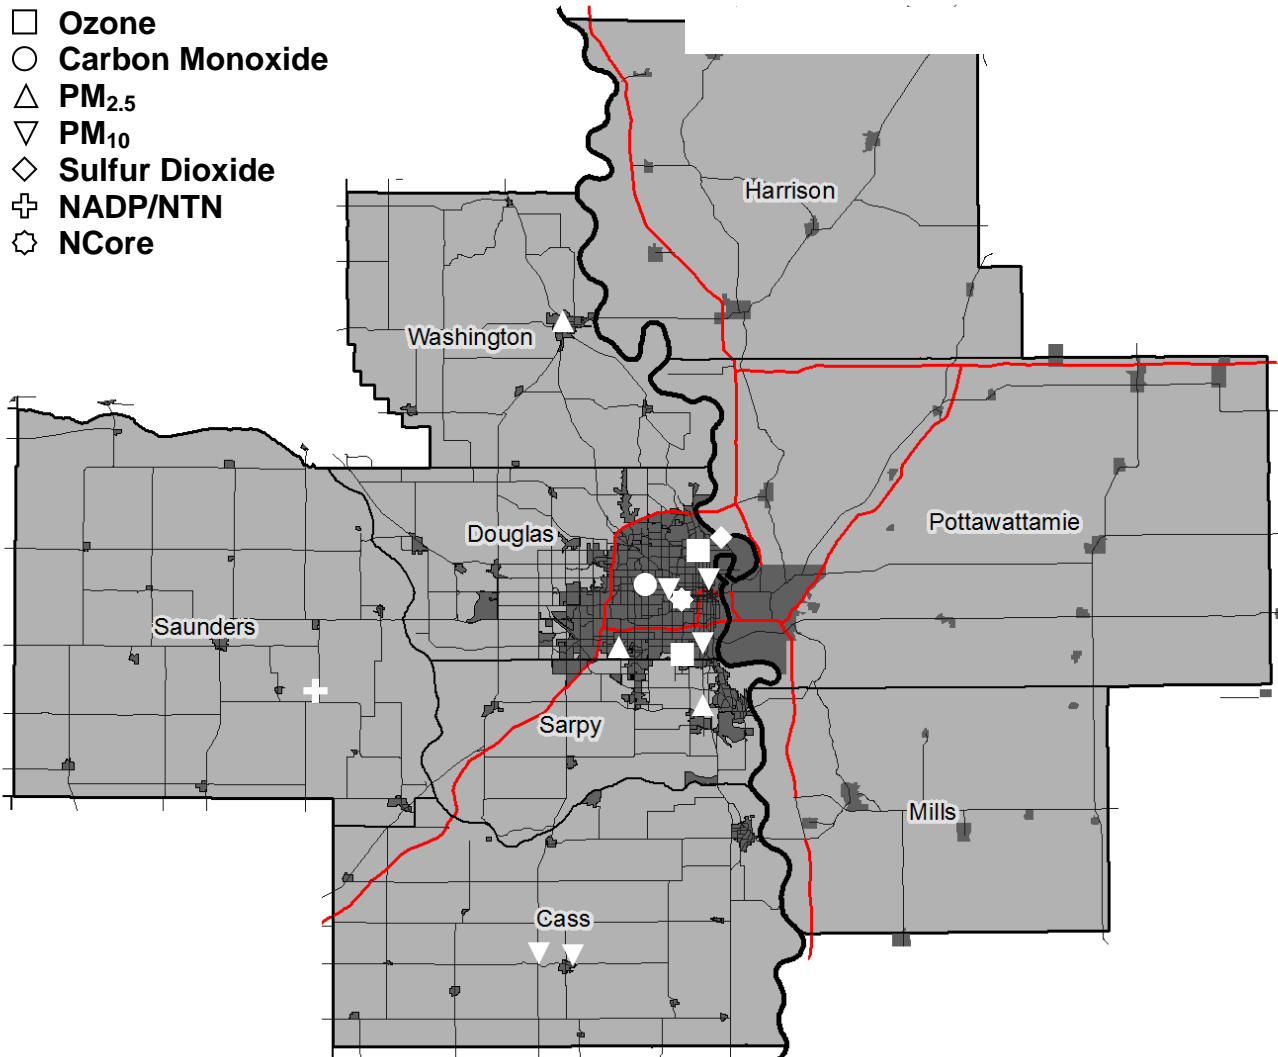 Ozone
Carbon Monoxide
PM2.5
PM10
Sulfur Dioxide
NADP/NTN
NCore
Harrison
Washington
Douglas
Pottawattamie
Saunders
Sarpy
Mills
Cass